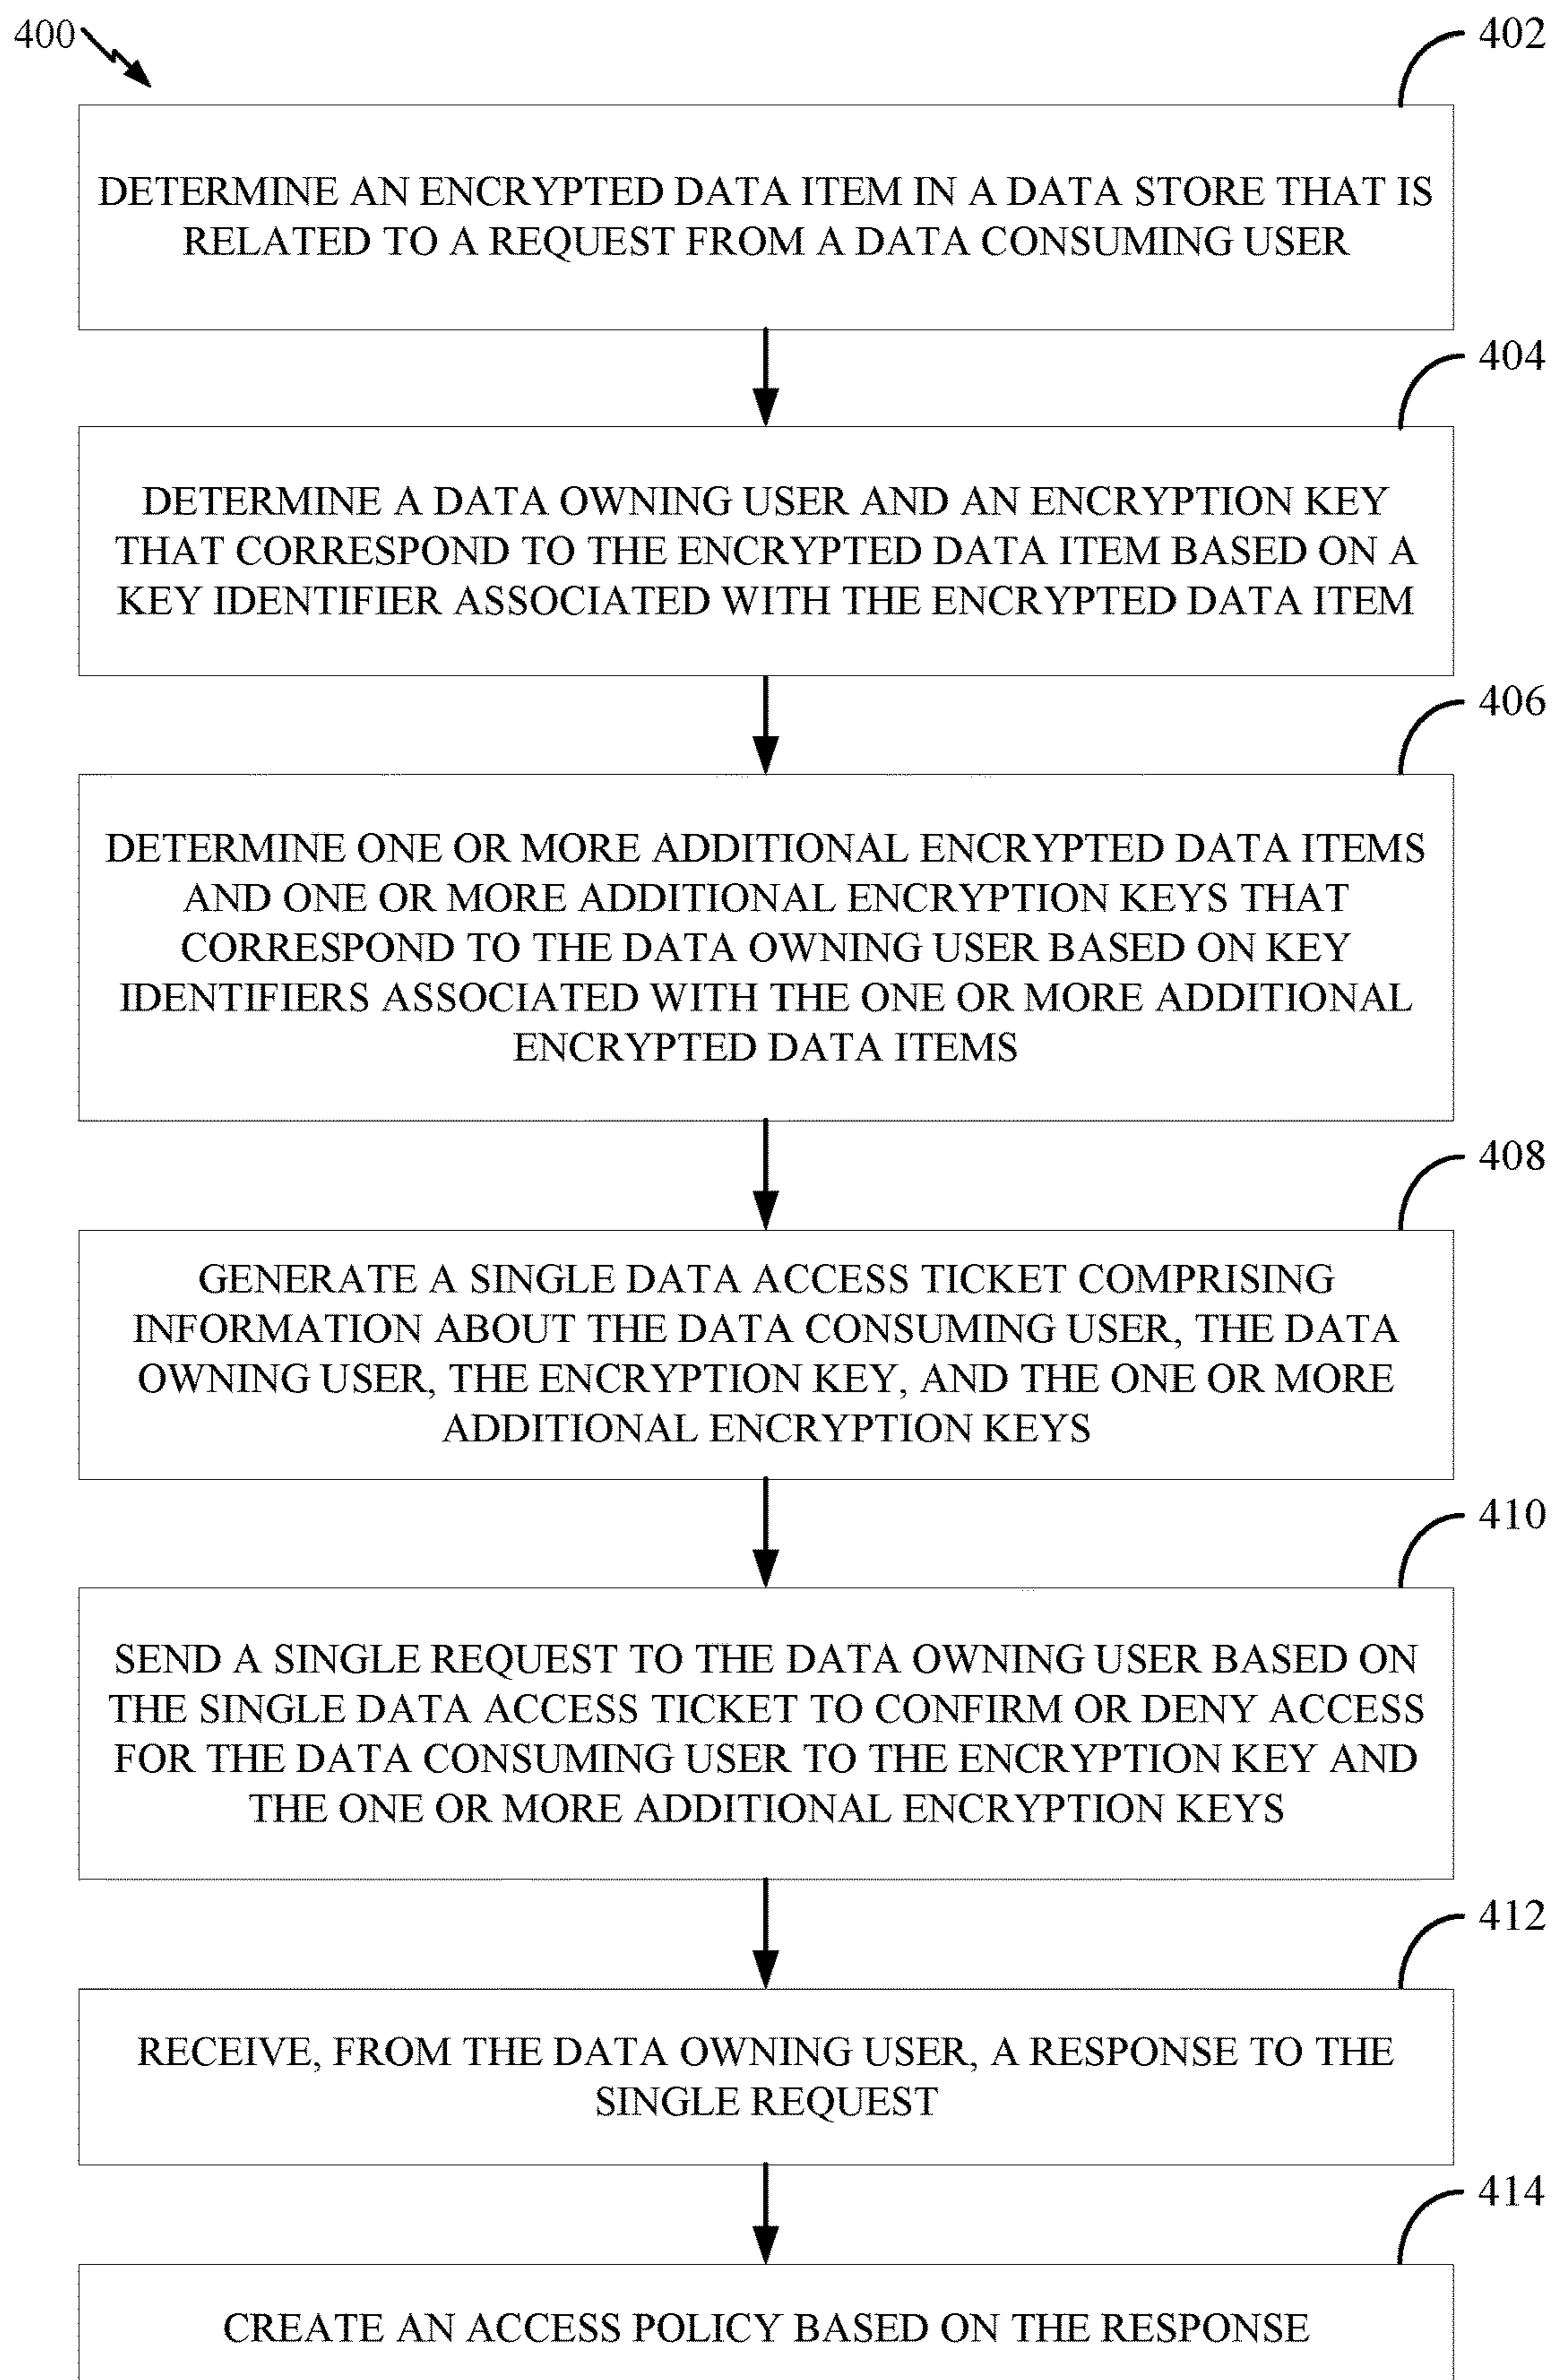 400
402
DETERMINE AN ENCRYPTED DATA ITEM IN A DATA STORE THAT IS
RELATED TO A REQUEST FROM A DATA CONSUMING USER
404
DETERMINE A DATA OWNING USER AND AN ENCRYPTION KEY
THAT CORRESPOND TO THE ENCRYPTED DATA ITEM BASED ON A
KEY IDENTIFIER ASSOCIATED WITH THE ENCRYPTED DATA ITEM
406
DETERMINE ONE OR MORE ADDITIONAL ENCRYPTED DATA ITEMS
AND ONE OR MORE ADDITIONAL ENCRYPTION KEYS THAT
CORRESPOND TO THE DATA OWNING USER BASED ON KEY
IDENTIFIERS ASSOCIATED WITH THE ONE OR MORE ADDITIONAL
ENCRYPTED DATA ITEMS
408
GENERATE A SINGLE DATA ACCESS TICKET COMPRISING
INFORMATION ABOUT THE DATA CONSUMING USER, THE DATA
OWNING USER, THE ENCRYPTION KEY, AND THE ONE OR MORE
ADDITIONAL ENCRYPTION KEYS
410
SEND A SINGLE REQUEST TO THE DATA OWNING USER BASED ON
THE SINGLE DATA ACCESS TICKET TO CONFIRM OR DENY ACCESS
FOR THE DATA CONSUMING USER TO THE ENCRYPTION KEY AND
THE ONE OR MORE ADDITIONAL ENCRYPTION KEYS
412
RECEIVE, FROM THE DATA OWNING USER, A RESPONSE TO THE
SINGLE REQUEST
414
CREATE AN ACCESS POLICY BASED ON THE RESPONSE